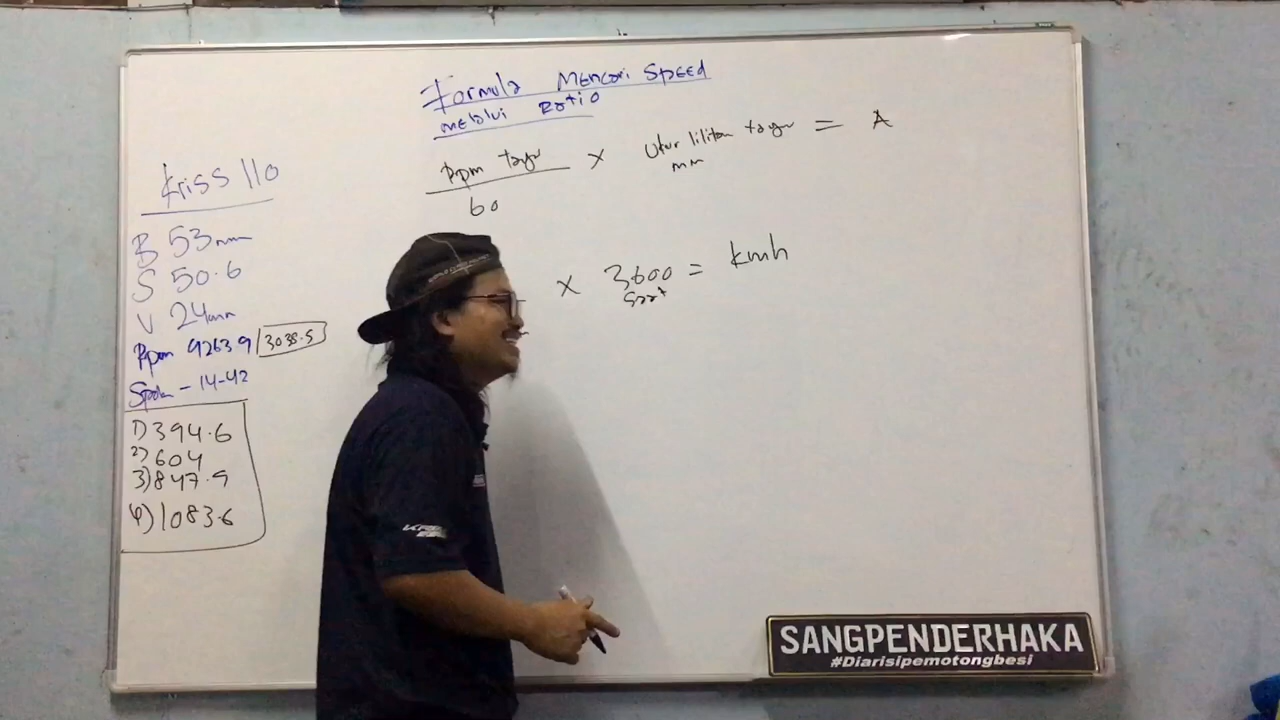 Formula Mencari Speed
melalui Ratio
Rpm tayar × Ukur lilitan tayar = A
60 mm
× 3600 = kmh
saat
Kriss 110
B 53mm
S 50.6
V 24mm
Rpm 9263.9 / 3038.5
14-42
1) 394.6
2) 604
3) 847.9
4) 1083.6
SANGPENDERHAKA
#Diarisipemotongbesi